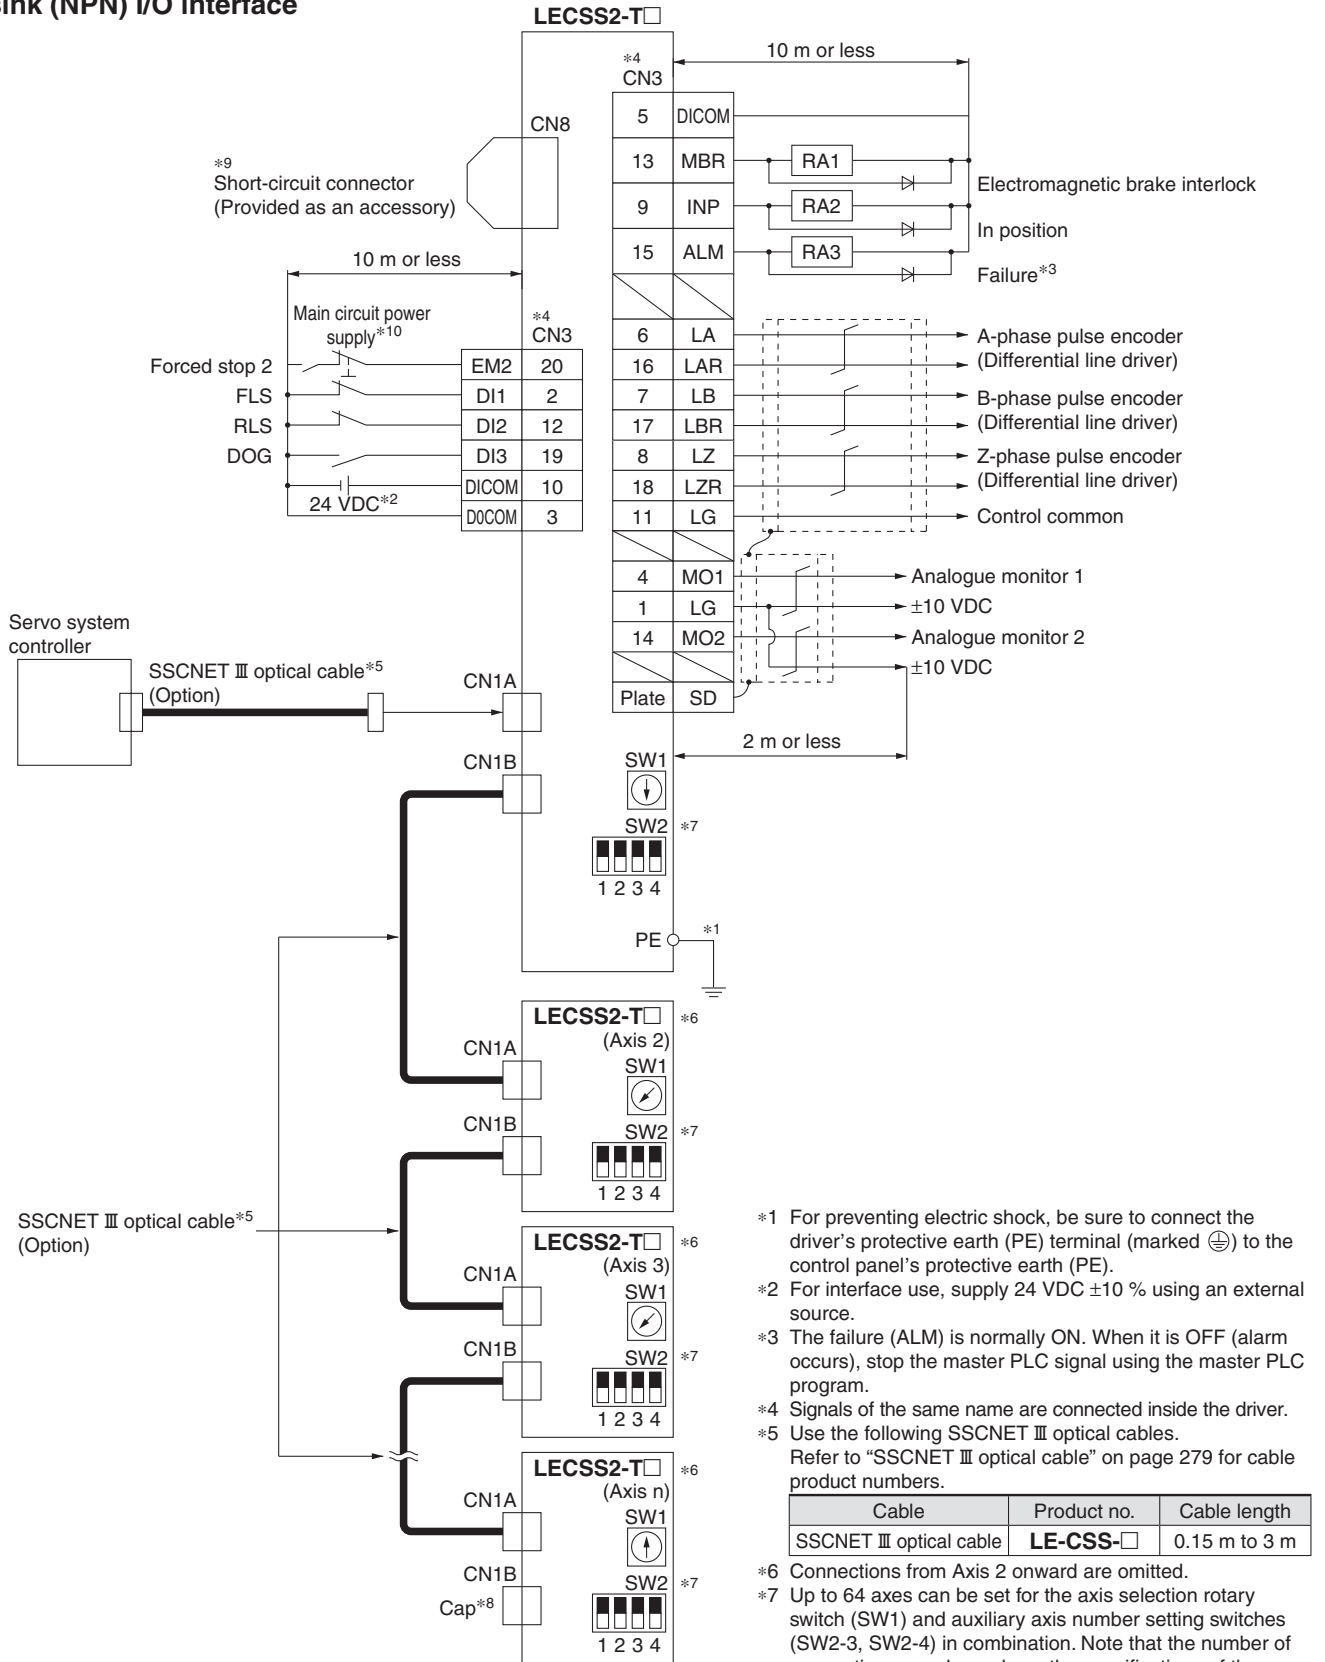 sink (NPN) I/O interface
LECSS2-T□
*4
CN3
10 m or less
5 DICOM
13 MBR RA1
Electromagnetic brake interlock
9 INP RA2
In position
15 ALM RA3
Failure*3
CN8
*9
Short-circuit connector
(Provided as an accessory)
10 m or less
Main circuit power
supply*10
*4
CN3
Forced stop 2 EM2 20
FLS DI1 2
RLS DI2 12
DOG DI3 19
DICOM 10
24 VDC*2
D0COM 3
6 LA A-phase pulse encoder
16 LAR (Differential line driver)
7 LB B-phase pulse encoder
17 LBR (Differential line driver)
8 LZ Z-phase pulse encoder
18 LZR (Differential line driver)
11 LG Control common
4 MO1 Analogue monitor 1
1 LG ±10 VDC
14 MO2 Analogue monitor 2
±10 VDC
Plate SD
2 m or less
Servo system
controller
SSCNET Ⅲ optical cable*5
(Option)
CN1A
CN1B
SW1
SW2 *7
1 2 3 4
PE *1
LECSS2-T□ *6
(Axis 2)
CN1A
SW1
CN1B
SW2 *7
1 2 3 4
SSCNET Ⅲ optical cable*5
(Option)
LECSS2-T□ *6
(Axis 3)
CN1A
SW1
CN1B
SW2 *7
1 2 3 4
LECSS2-T□ *6
(Axis n)
CN1A
SW1
CN1B
Cap*8
SW2 *7
1 2 3 4
*1 For preventing electric shock, be sure to connect the
driver's protective earth (PE) terminal (marked ⏚) to the
control panel's protective earth (PE).
*2 For interface use, supply 24 VDC ±10 % using an external
source.
*3 The failure (ALM) is normally ON. When it is OFF (alarm
occurs), stop the master PLC signal using the master PLC
program.
*4 Signals of the same name are connected inside the driver.
*5 Use the following SSCNET Ⅲ optical cables.
Refer to “SSCNET Ⅲ optical cable” on page 279 for cable
product numbers.
Cable Product no. Cable length
SSCNET Ⅲ optical cable LE-CSS-□ 0.15 m to 3 m
*6 Connections from Axis 2 onward are omitted.
*7 Up to 64 axes can be set for the axis selection rotary
switch (SW1) and auxiliary axis number setting switches
(SW2-3, SW2-4) in combination. Note that the number of